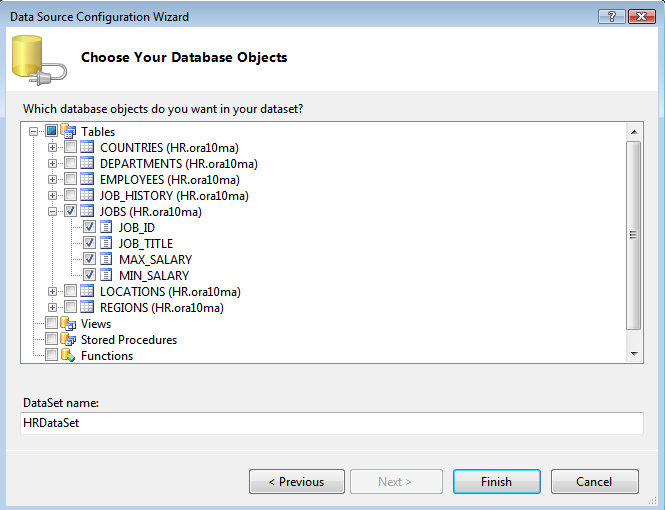 Data Source Configuration Wizard
Choose Your Database Objects
Which database objects do you want in your dataset?
Tables
COUNTRIES (HR.ora10ma)
DEPARTMENTS (HR.ora10ma)
EMPLOYEES (HR.ora10ma)
JOB_HISTORY (HR.ora10ma)
JOBS (HR.ora10ma)
JOB_ID
JOB_TITLE
MAX_SALARY
MIN_SALARY
LOCATIONS (HR.ora10ma)
REGIONS (HR.ora10ma)
Views
Stored Procedures
Functions
DataSet name:
HRDataSet
< Previous Next > Finish Cancel